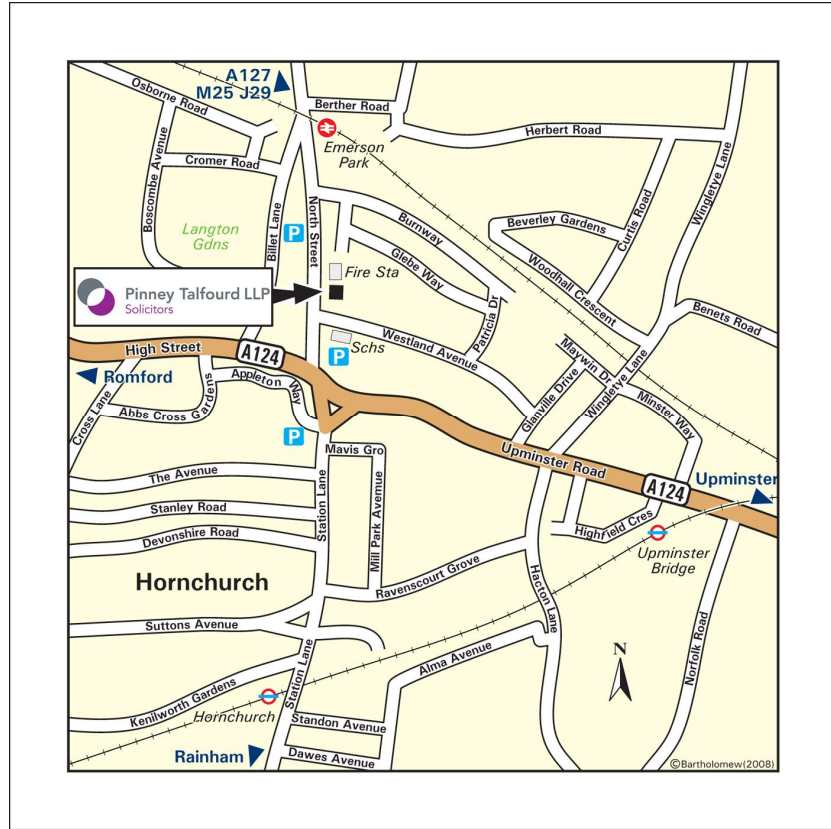 A127
M25 J29
Osborne Road
Berther Road
Herbert Road
Emerson
Park
Boscombe Avenue
Cromer Road
Wingletye Lane
Curtis Road
Langton
Gdns
Billet Lane
P
North Street
Burnway
Beverley Gardens
Glebe Way
Woodhall Crescent
Fire Sta
Pinney Talfourd LLP
Solicitors
Patricia Dr
Benets Road
Schs
P
Westland Avenue
High Street
A124
Romford
Maywin Dr
Wingletye Lane
Glanville Drive
Minster Way
Appleton Way
Abbs Cross Gardens
Cross Lane
P
Mavis Gro
Upminster Road
A124
Upminster
The Avenue
Station Lane
Mill Park Avenue
Stanley Road
Devonshire Road
Highfield Cres
Upminster
Bridge
Hornchurch
Ravenscourt Grove
Hacton Lane
Suttons Avenue
Norfolk Road
N
Alma Avenue
Station Lane
Kenilworth Gardens
Hornchurch
Standon Avenue
Rainham
Dawes Avenue
©Bartholomew(2008)